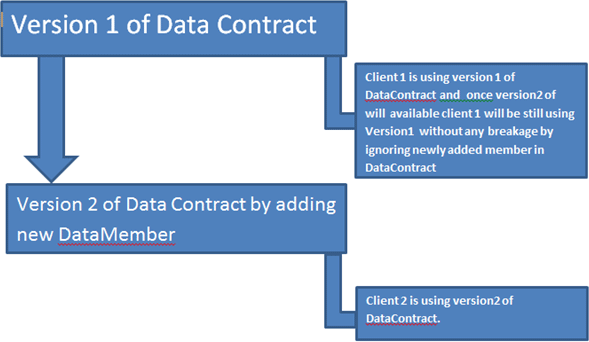 Version 1 of Data Contract
Client 1 is using version 1 of
DataContract and once version2 of
will available client 1 will be still using
Version1 without any breakage by
ignoring newly added member in
DataContract
Version 2 of Data Contract by adding
new DataMember
Client 2 is using version2 of
DataContract.